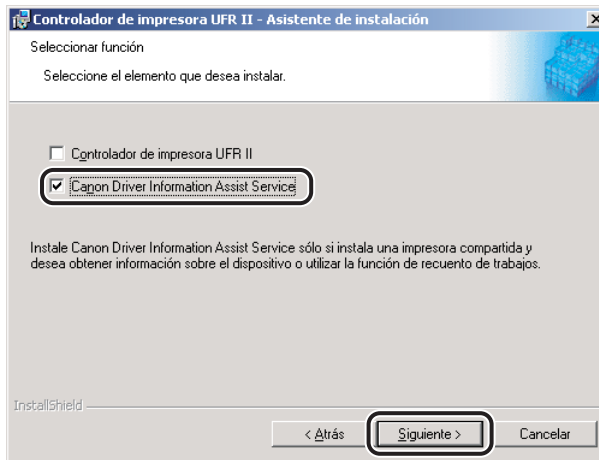 Controlador de impresora UFR II - Asistente de instalación
Seleccionar función
Seleccione el elemento que desea instalar.
Controlador de impresora UFR II
Canon Driver Information Assist Service
Instale Canon Driver Information Assist Service sólo si instala una impresora compartida y
desea obtener información sobre el dispositivo o utilizar la función de recuento de trabajos.
InstallShield
< Atrás Siguiente > Cancelar